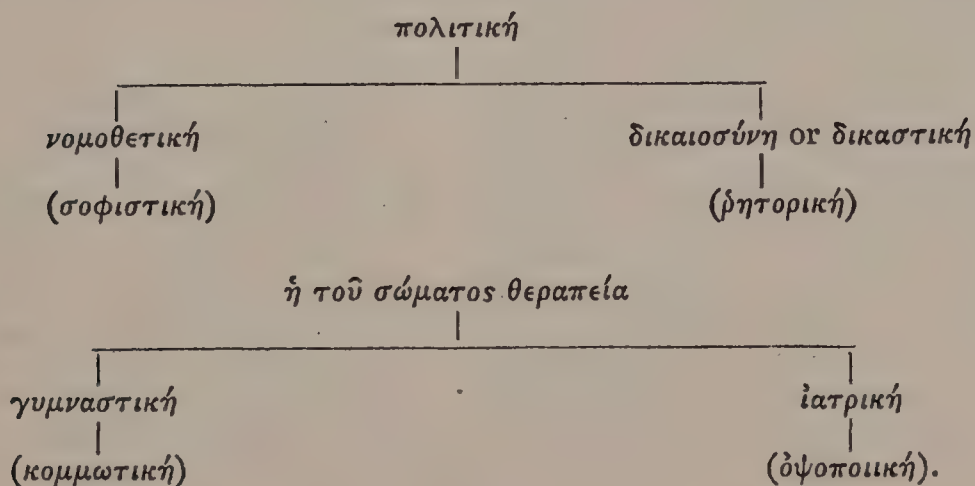 πολιτική
νομοθετική δικαιοσύνη or δικαστική
(σοφιστική) (ῥητορική)
ἡ τοῦ σώματος θεραπεία
γυμναστική ἰατρική
(κομμωτική) (ὀψοποιική).